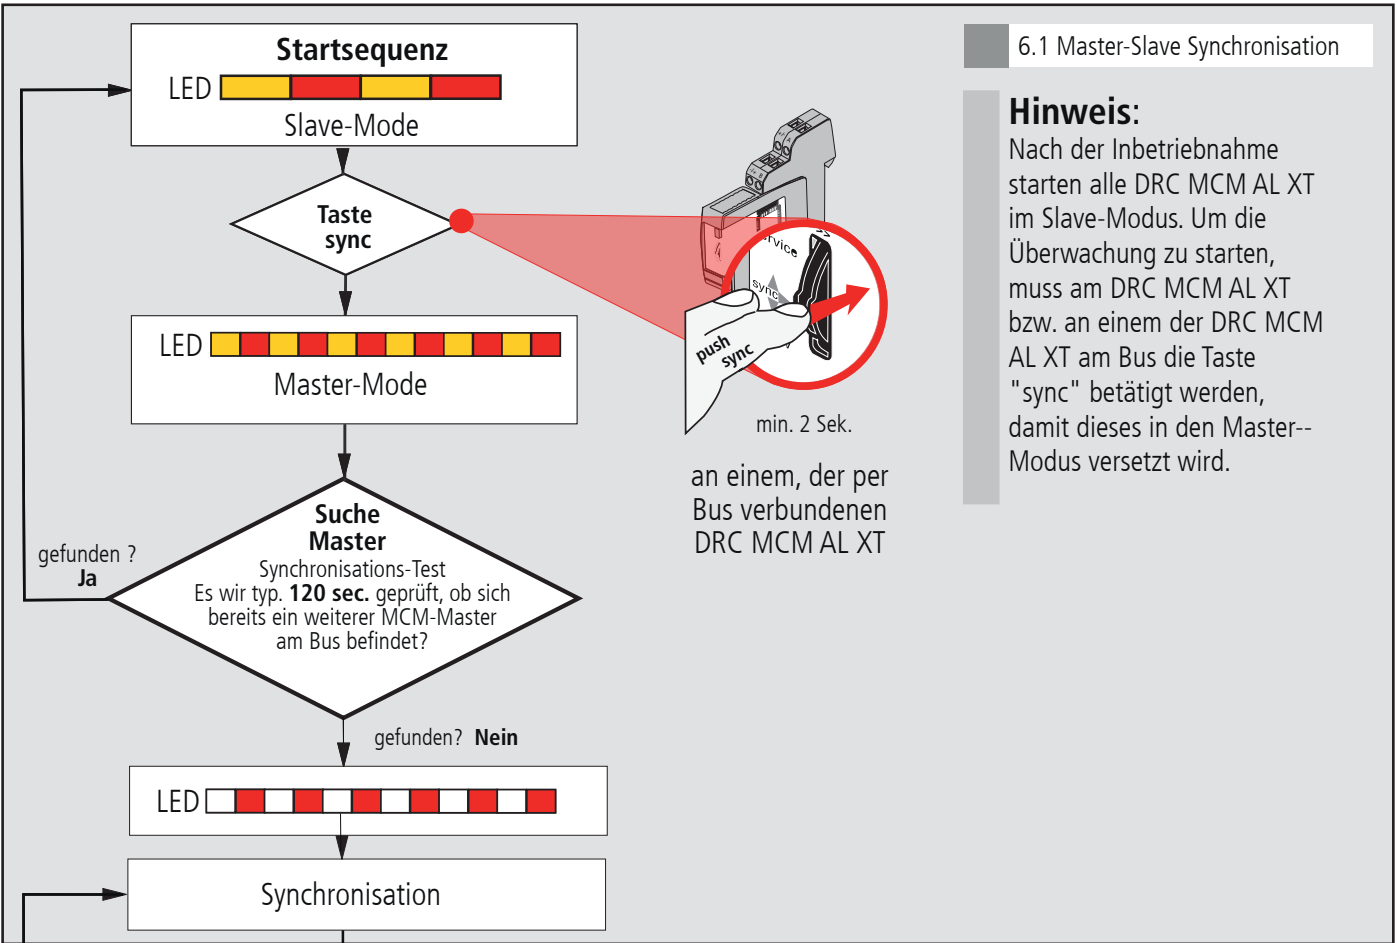 Startsequenz
LED
Slave-Mode
Taste
sync
LED
Master-Mode
Suche
Master
Synchronisations-Test
Es wir typ. 120 sec. geprüft, ob sich
bereits ein weiterer MCM-Master
am Bus befindet?
gefunden ?
Ja
gefunden? Nein
LED
Synchronisation
rvice
sync
push
sync
min. 2 Sek.
an einem, der per
Bus verbundenen
DRC MCM AL XT
6.1 Master-Slave Synchronisation
Hinweis:
Nach der Inbetriebnahme
starten alle DRC MCM AL XT
im Slave-Modus. Um die
Überwachung zu starten,
muss am DRC MCM AL XT
bzw. an einem der DRC MCM
AL XT am Bus die Taste
"sync" betätigt werden,
damit dieses in den Master--
Modus versetzt wird.